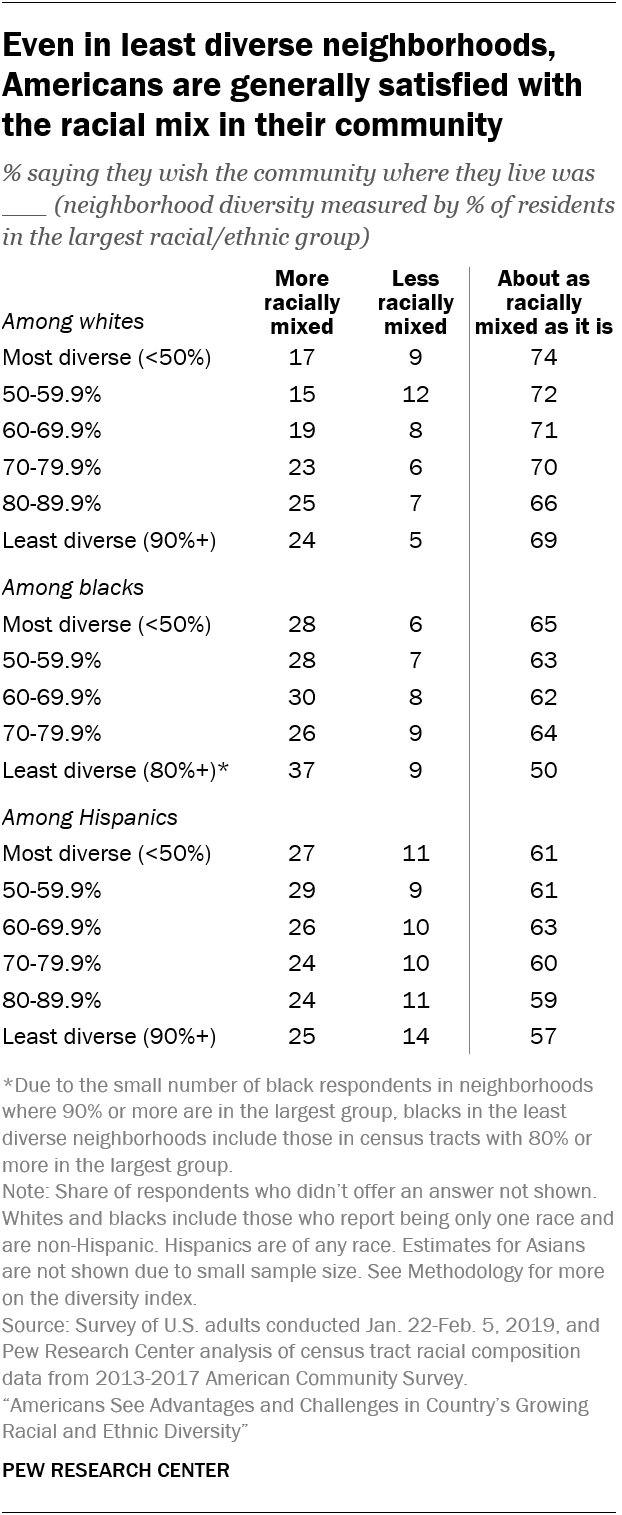 Even in least diverse neighborhoods,
Americans are generally satisfied with
the racial mix in their community
% saying they wish the community where they live was
___ (neighborhood diversity measured by % of residents
in the largest racial/ethnic group)
Among whites More racially mixed Less racially mixed About as racially mixed as it is
Most diverse (<50%) 17 9 74
50-59.9% 15 12 72
60-69.9% 19 8 71
70-79.9% 23 6 70
80-89.9% 25 7 66
Least diverse (90%+) 24 5 69
Among blacks
Most diverse (<50%) 28 6 65
50-59.9% 28 7 63
60-69.9% 30 8 62
70-79.9% 26 9 64
Least diverse (80%+)* 37 9 50
Among Hispanics
Most diverse (<50%) 27 11 61
50-59.9% 29 9 61
60-69.9% 26 10 63
70-79.9% 24 10 60
80-89.9% 24 11 59
Least diverse (90%+) 25 14 57
*Due to the small number of black respondents in neighborhoods
where 90% or more are in the largest group, blacks in the least
diverse neighborhoods include those in census tracts with 80% or
more in the largest group.
Note: Share of respondents who didn’t offer an answer not shown.
Whites and blacks include those who report being only one race and
are non-Hispanic. Hispanics are of any race. Estimates for Asians
are not shown due to small sample size. See Methodology for more
on the diversity index.
Source: Survey of U.S. adults conducted Jan. 22-Feb. 5, 2019, and
Pew Research Center analysis of census tract racial composition
data from 2013-2017 American Community Survey.
“Americans See Advantages and Challenges in Country’s Growing
Racial and Ethnic Diversity”
PEW RESEARCH CENTER